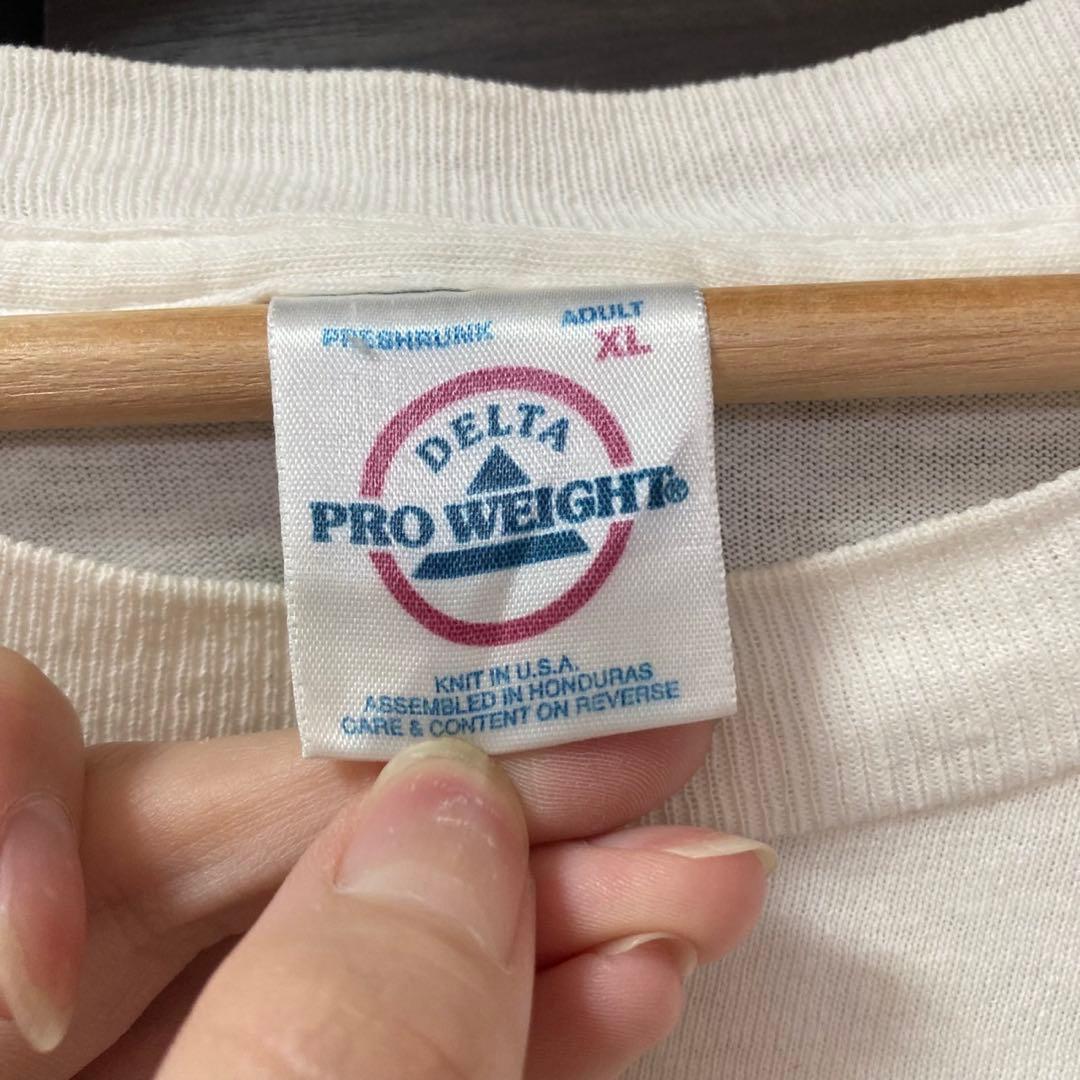 PRESHRUNK
ADULT
XL
DELTA
PRO WEIGHT®
KNIT IN U.S.A.
ASSEMBLED IN HONDURAS
CARE & CONTENT ON REVERSE